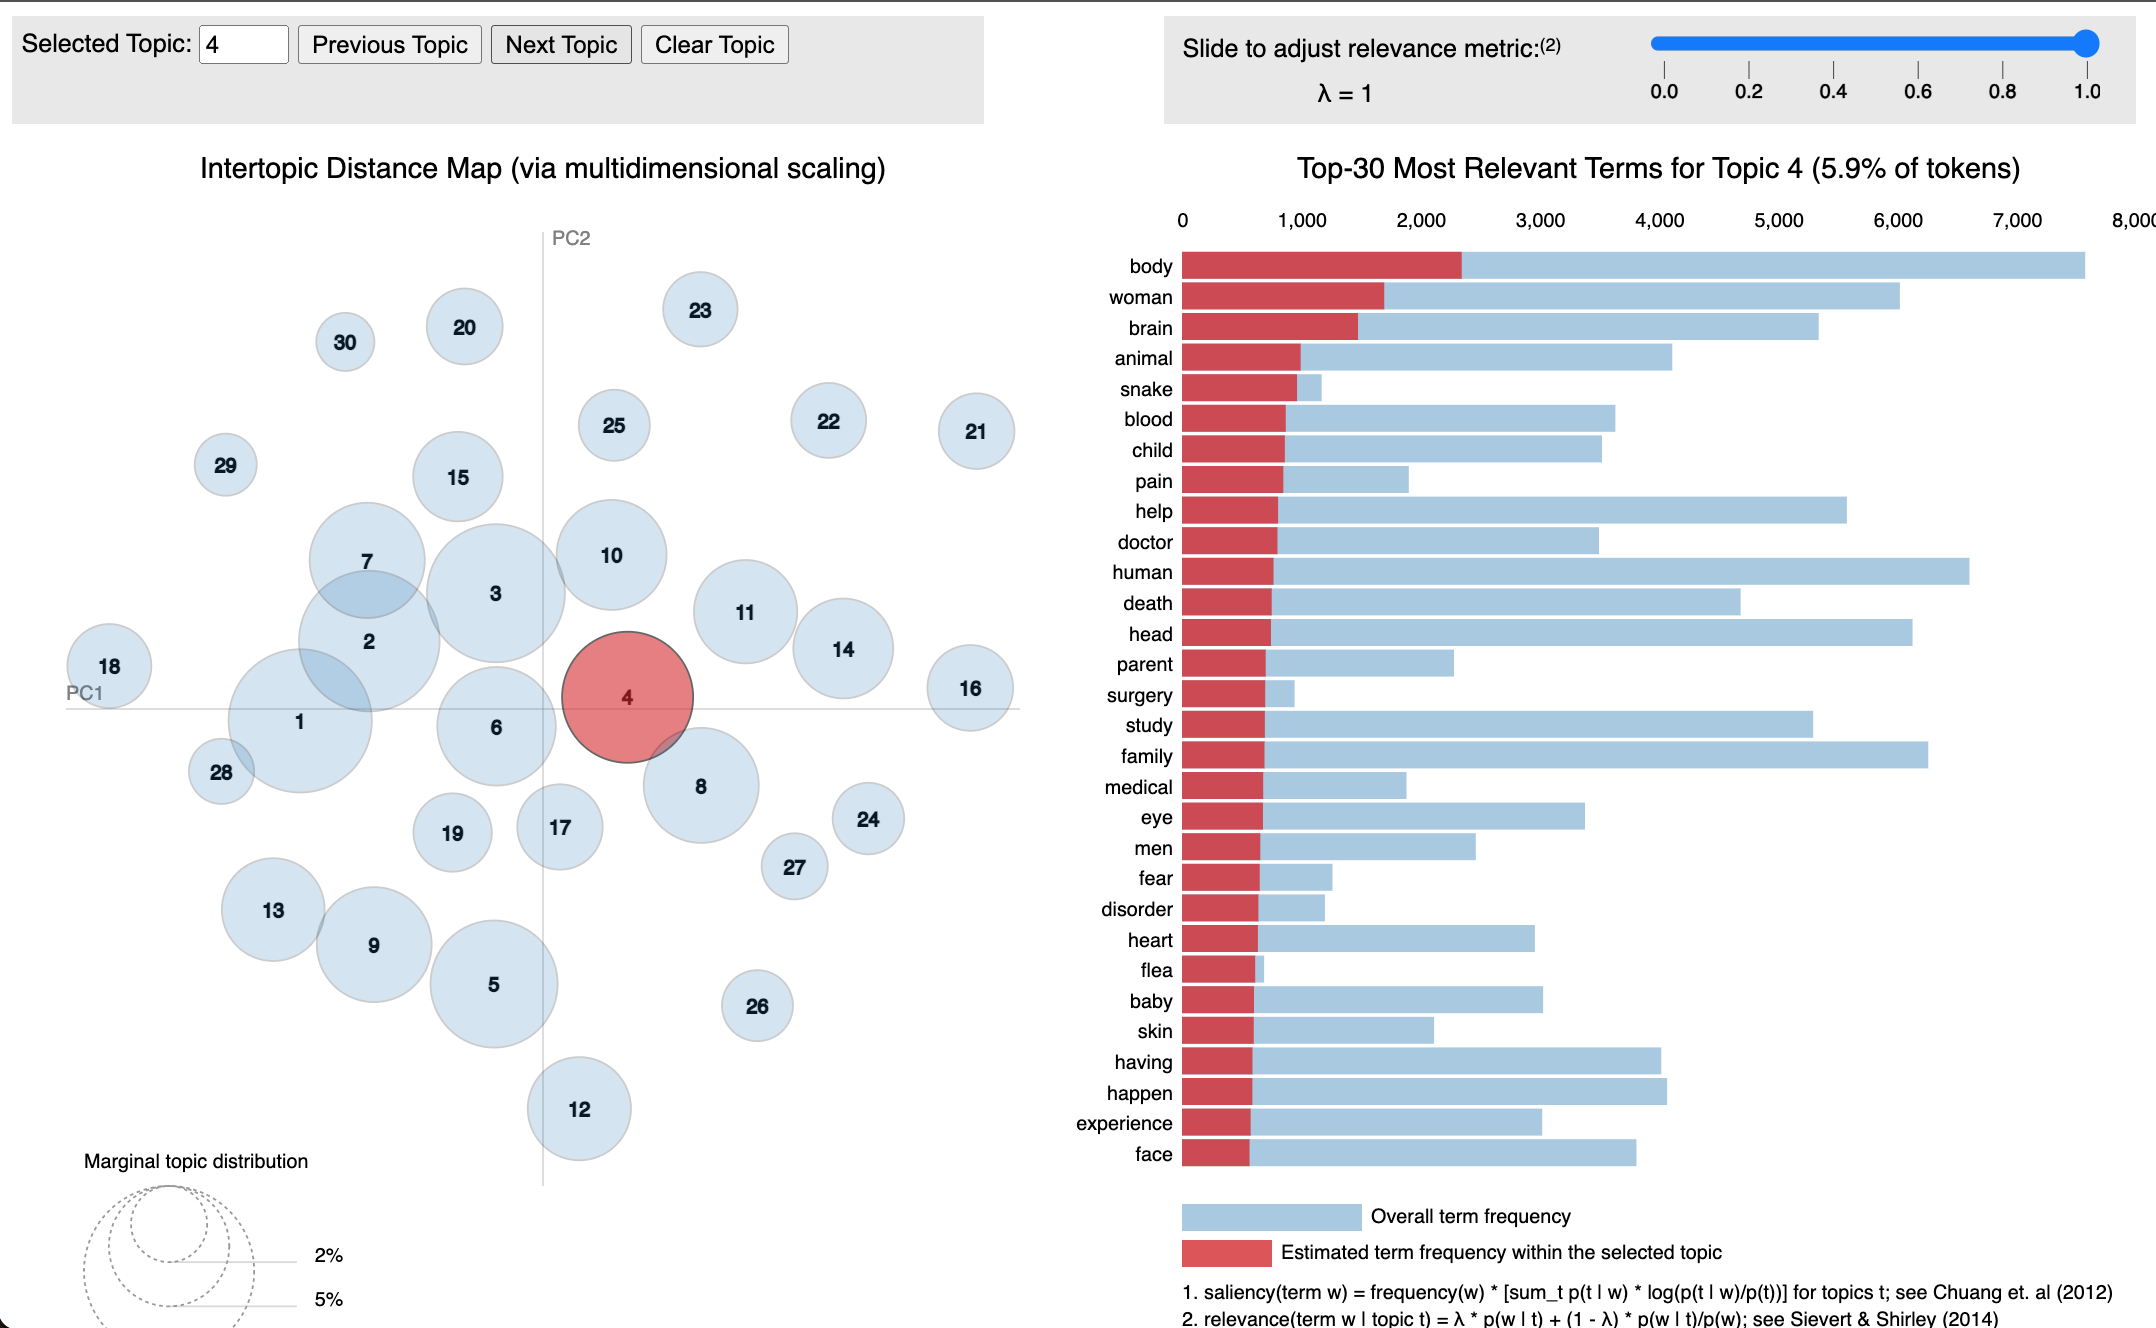 Selected Topic: 4 Previous Topic Next Topic Clear Topic
Slide to adjust relevance metric:(2)
λ = 1
0.0 0.2 0.4 0.6 0.8 1.0
Intertopic Distance Map (via multidimensional scaling)
PC2
PC1
23
20
30
22
21
25
29
15
10
7
3
11
2
14
18
16
4
1
6
28
8
24
17
19
27
13
9
5
26
12
Marginal topic distribution
2%
5%
Top-30 Most Relevant Terms for Topic 4 (5.9% of tokens)
0 1,000 2,000 3,000 4,000 5,000 6,000 7,000
body
woman
brain
animal
snake
blood
child
pain
help
doctor
human
death
head
parent
surgery
study
family
medical
eye
men
fear
disorder
heart
flea
baby
skin
having
happen
experience
face
Overall term frequency
Estimated term frequency within the selected topic
1. saliency(term w) = frequency(w) * [sum_t p(t | w) * log(p(t | w)/p(t))] for topics t; see Chuang et. al (2012)
2. relevance(term w | topic t) = λ * p(w | t) + (1 - λ) * p(w | t)/p(w); see Sievert & Shirley (2014)